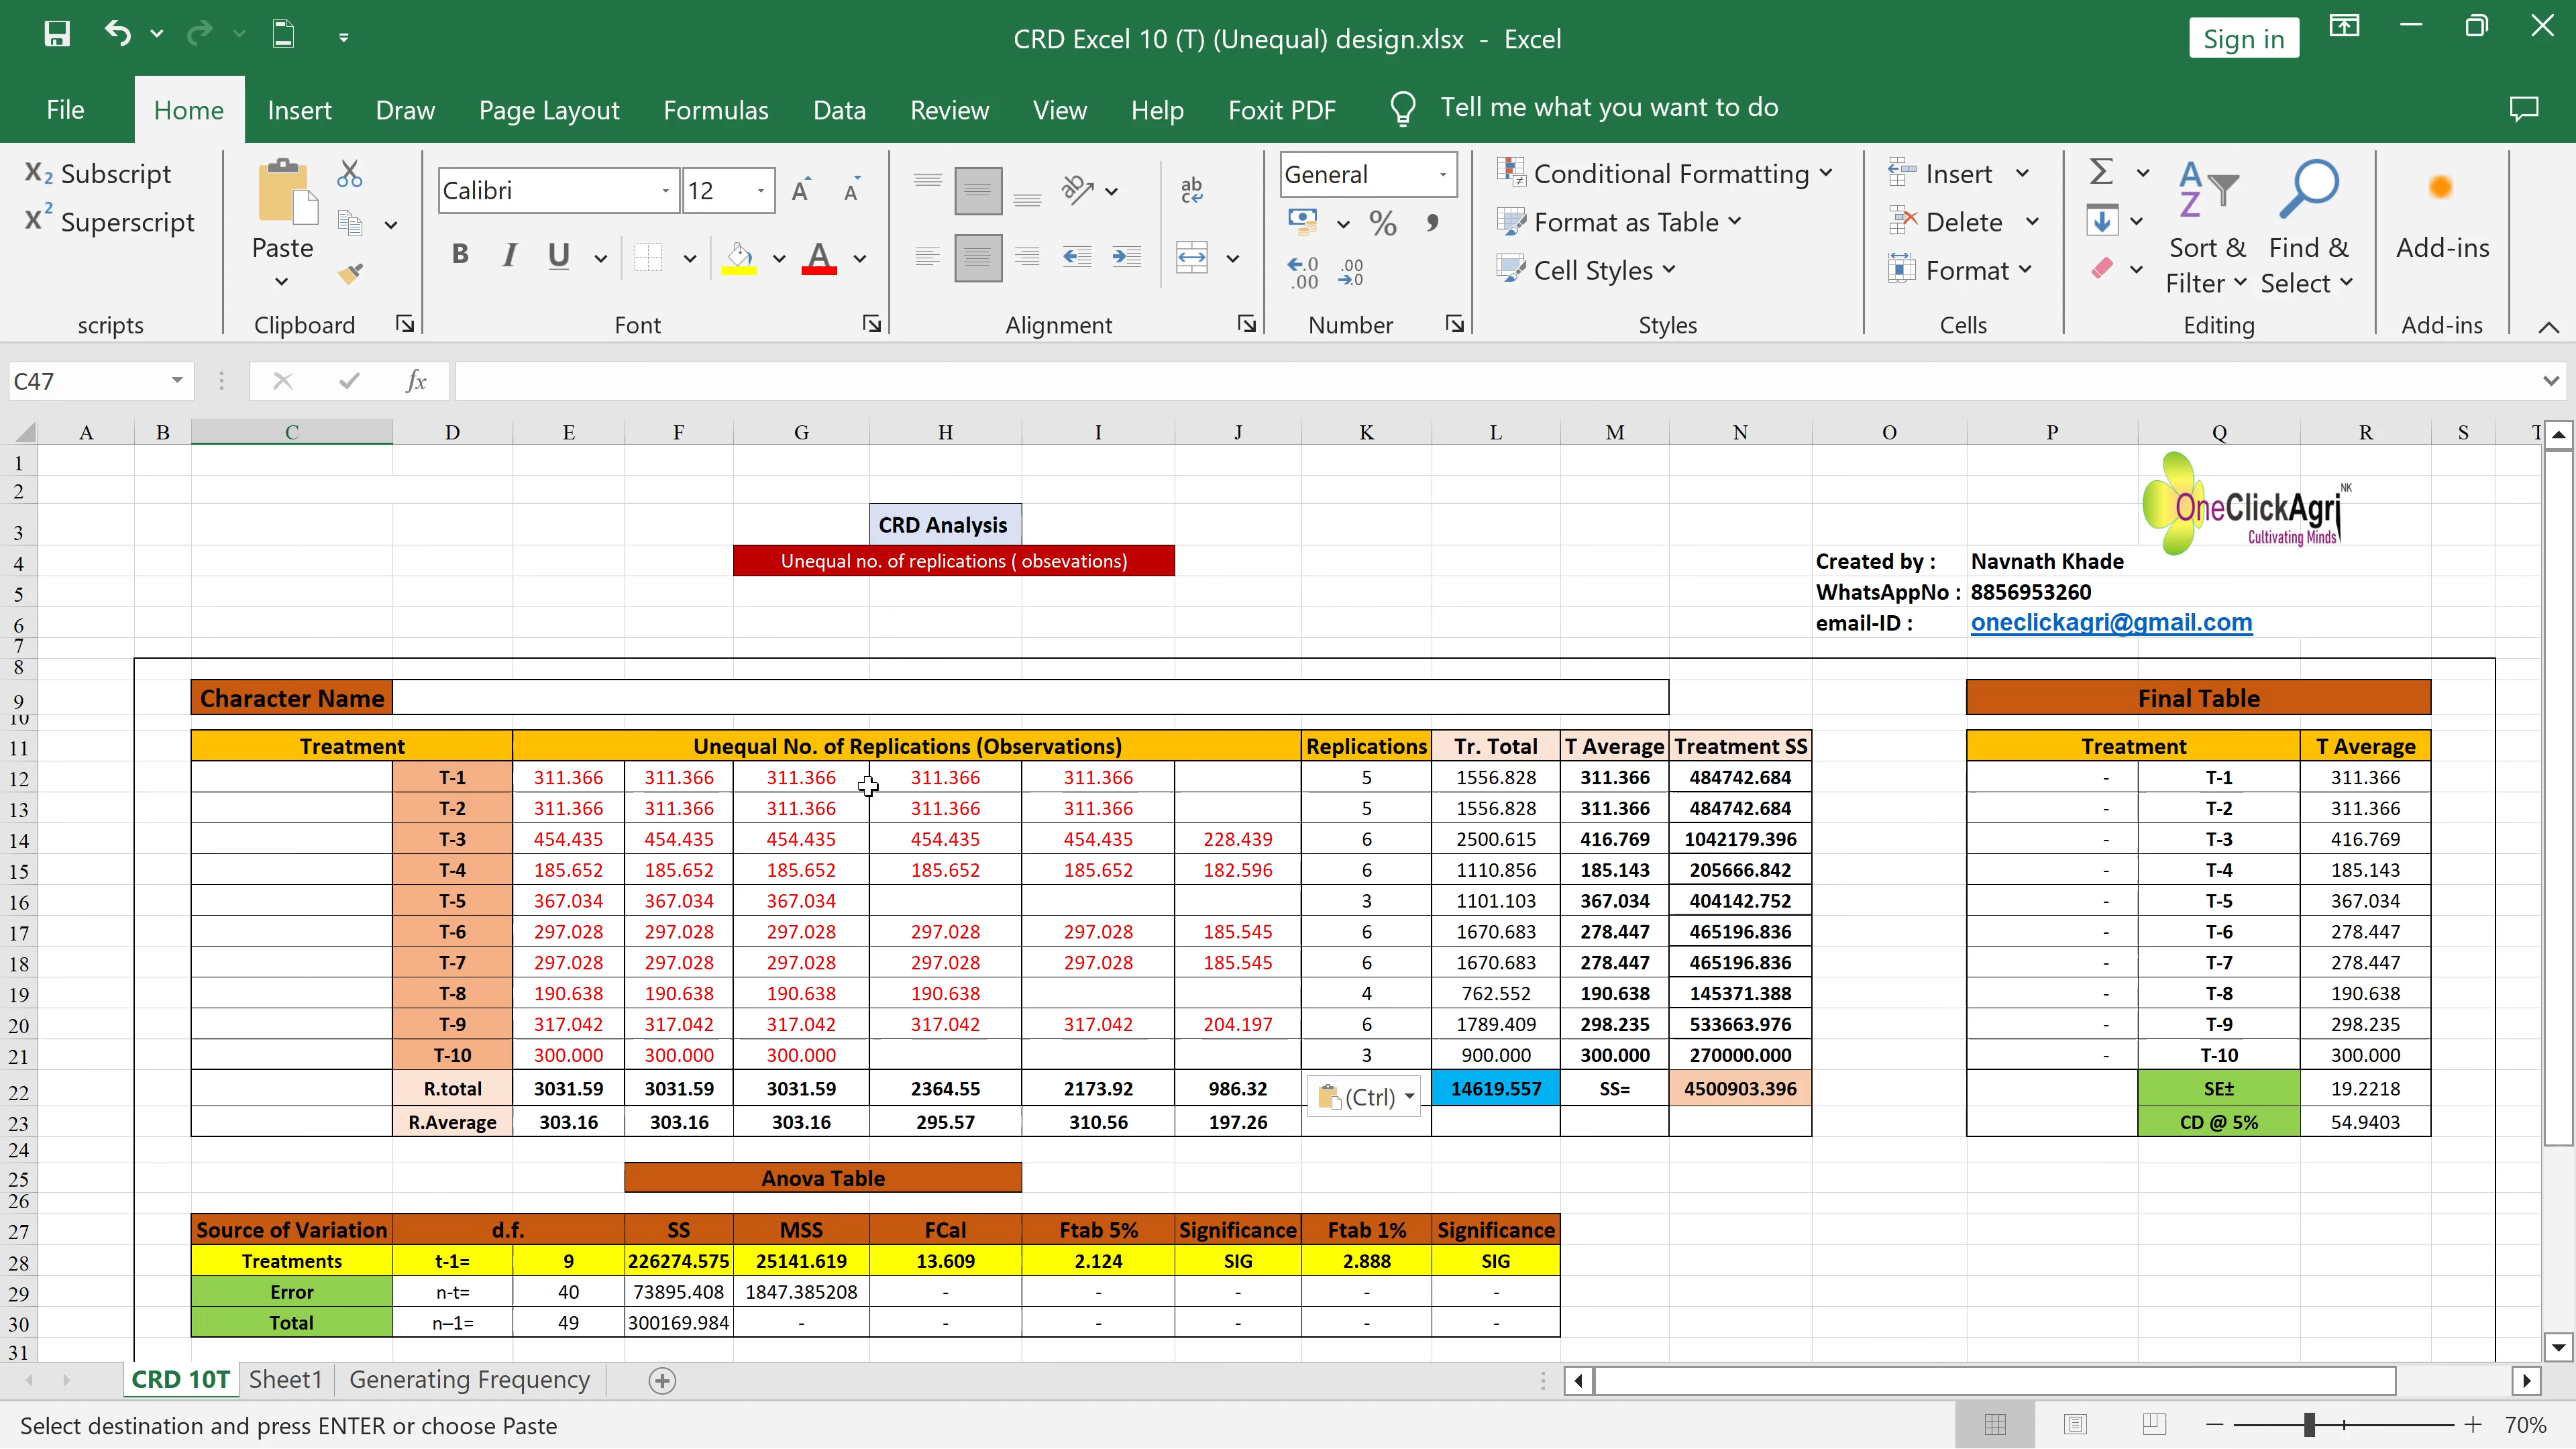 CRD Excel 10 (T) (Unequal) design.xlsx - Excel
Sign in
File Home Insert Draw Page Layout Formulas Data Review View Help Foxit PDF Tell me what you want to do
X₂ Subscript
X² Superscript
scripts
Paste
Clipboard
Calibri 12
B I U A
Font
ab
Alignment
General
% ,
Number
Conditional Formatting
Format as Table
Cell Styles
Styles
Insert
Delete
Format
Cells
Sort & Filter
Find & Select
Editing
Add-ins
Add-ins
C47 fx
A B C D E F G H I J K L M N O P Q R S T
1
2
3 CRD Analysis
OneClickAgri NK
Cultivating Minds
4 Unequal no. of replications ( obsevations) Created by : Navnath Khade
5 WhatsAppNo : 8856953260
6 email-ID : oneclickagri@gmail.com
7
8
9 Character Name Final Table
10
11 Treatment Unequal No. of Replications (Observations) Replications Tr. Total T Average Treatment SS Treatment T Average
12 T-1 311.366 311.366 311.366 311.366 311.366 5 1556.828 311.366 484742.684 - T-1 311.366
13 T-2 311.366 311.366 311.366 311.366 311.366 5 1556.828 311.366 484742.684 - T-2 311.366
14 T-3 454.435 454.435 454.435 454.435 454.435 228.439 6 2500.615 416.769 1042179.396 - T-3 416.769
15 T-4 185.652 185.652 185.652 185.652 185.652 182.596 6 1110.856 185.143 205666.842 - T-4 185.143
16 T-5 367.034 367.034 367.034 3 1101.103 367.034 404142.752 - T-5 367.034
17 T-6 297.028 297.028 297.028 297.028 297.028 185.545 6 1670.683 278.447 465196.836 - T-6 278.447
18 T-7 297.028 297.028 297.028 297.028 297.028 185.545 6 1670.683 278.447 465196.836 - T-7 278.447
19 T-8 190.638 190.638 190.638 190.638 4 762.552 190.638 145371.388 - T-8 190.638
20 T-9 317.042 317.042 317.042 317.042 317.042 204.197 6 1789.409 298.235 533663.976 - T-9 298.235
21 T-10 300.000 300.000 300.000 3 900.000 300.000 270000.000 - T-10 300.000
22 R.total 3031.59 3031.59 3031.59 2364.55 2173.92 986.32 (Ctrl) 14619.557 SS= 4500903.396 SE± 19.2218
23 R.Average 303.16 303.16 303.16 295.57 310.56 197.26 CD @ 5% 54.9403
24
25 Anova Table
26
27 Source of Variation d.f. SS MSS FCal Ftab 5% Significance Ftab 1% Significance
28 Treatments t-1= 9 226274.575 25141.619 13.609 2.124 SIG 2.888 SIG
29 Error n-t= 40 73895.408 1847.385208 - - - - -
30 Total n–1= 49 300169.984 - - - - - -
31
CRD 10T Sheet1 Generating Frequency
Select destination and press ENTER or choose Paste
70%